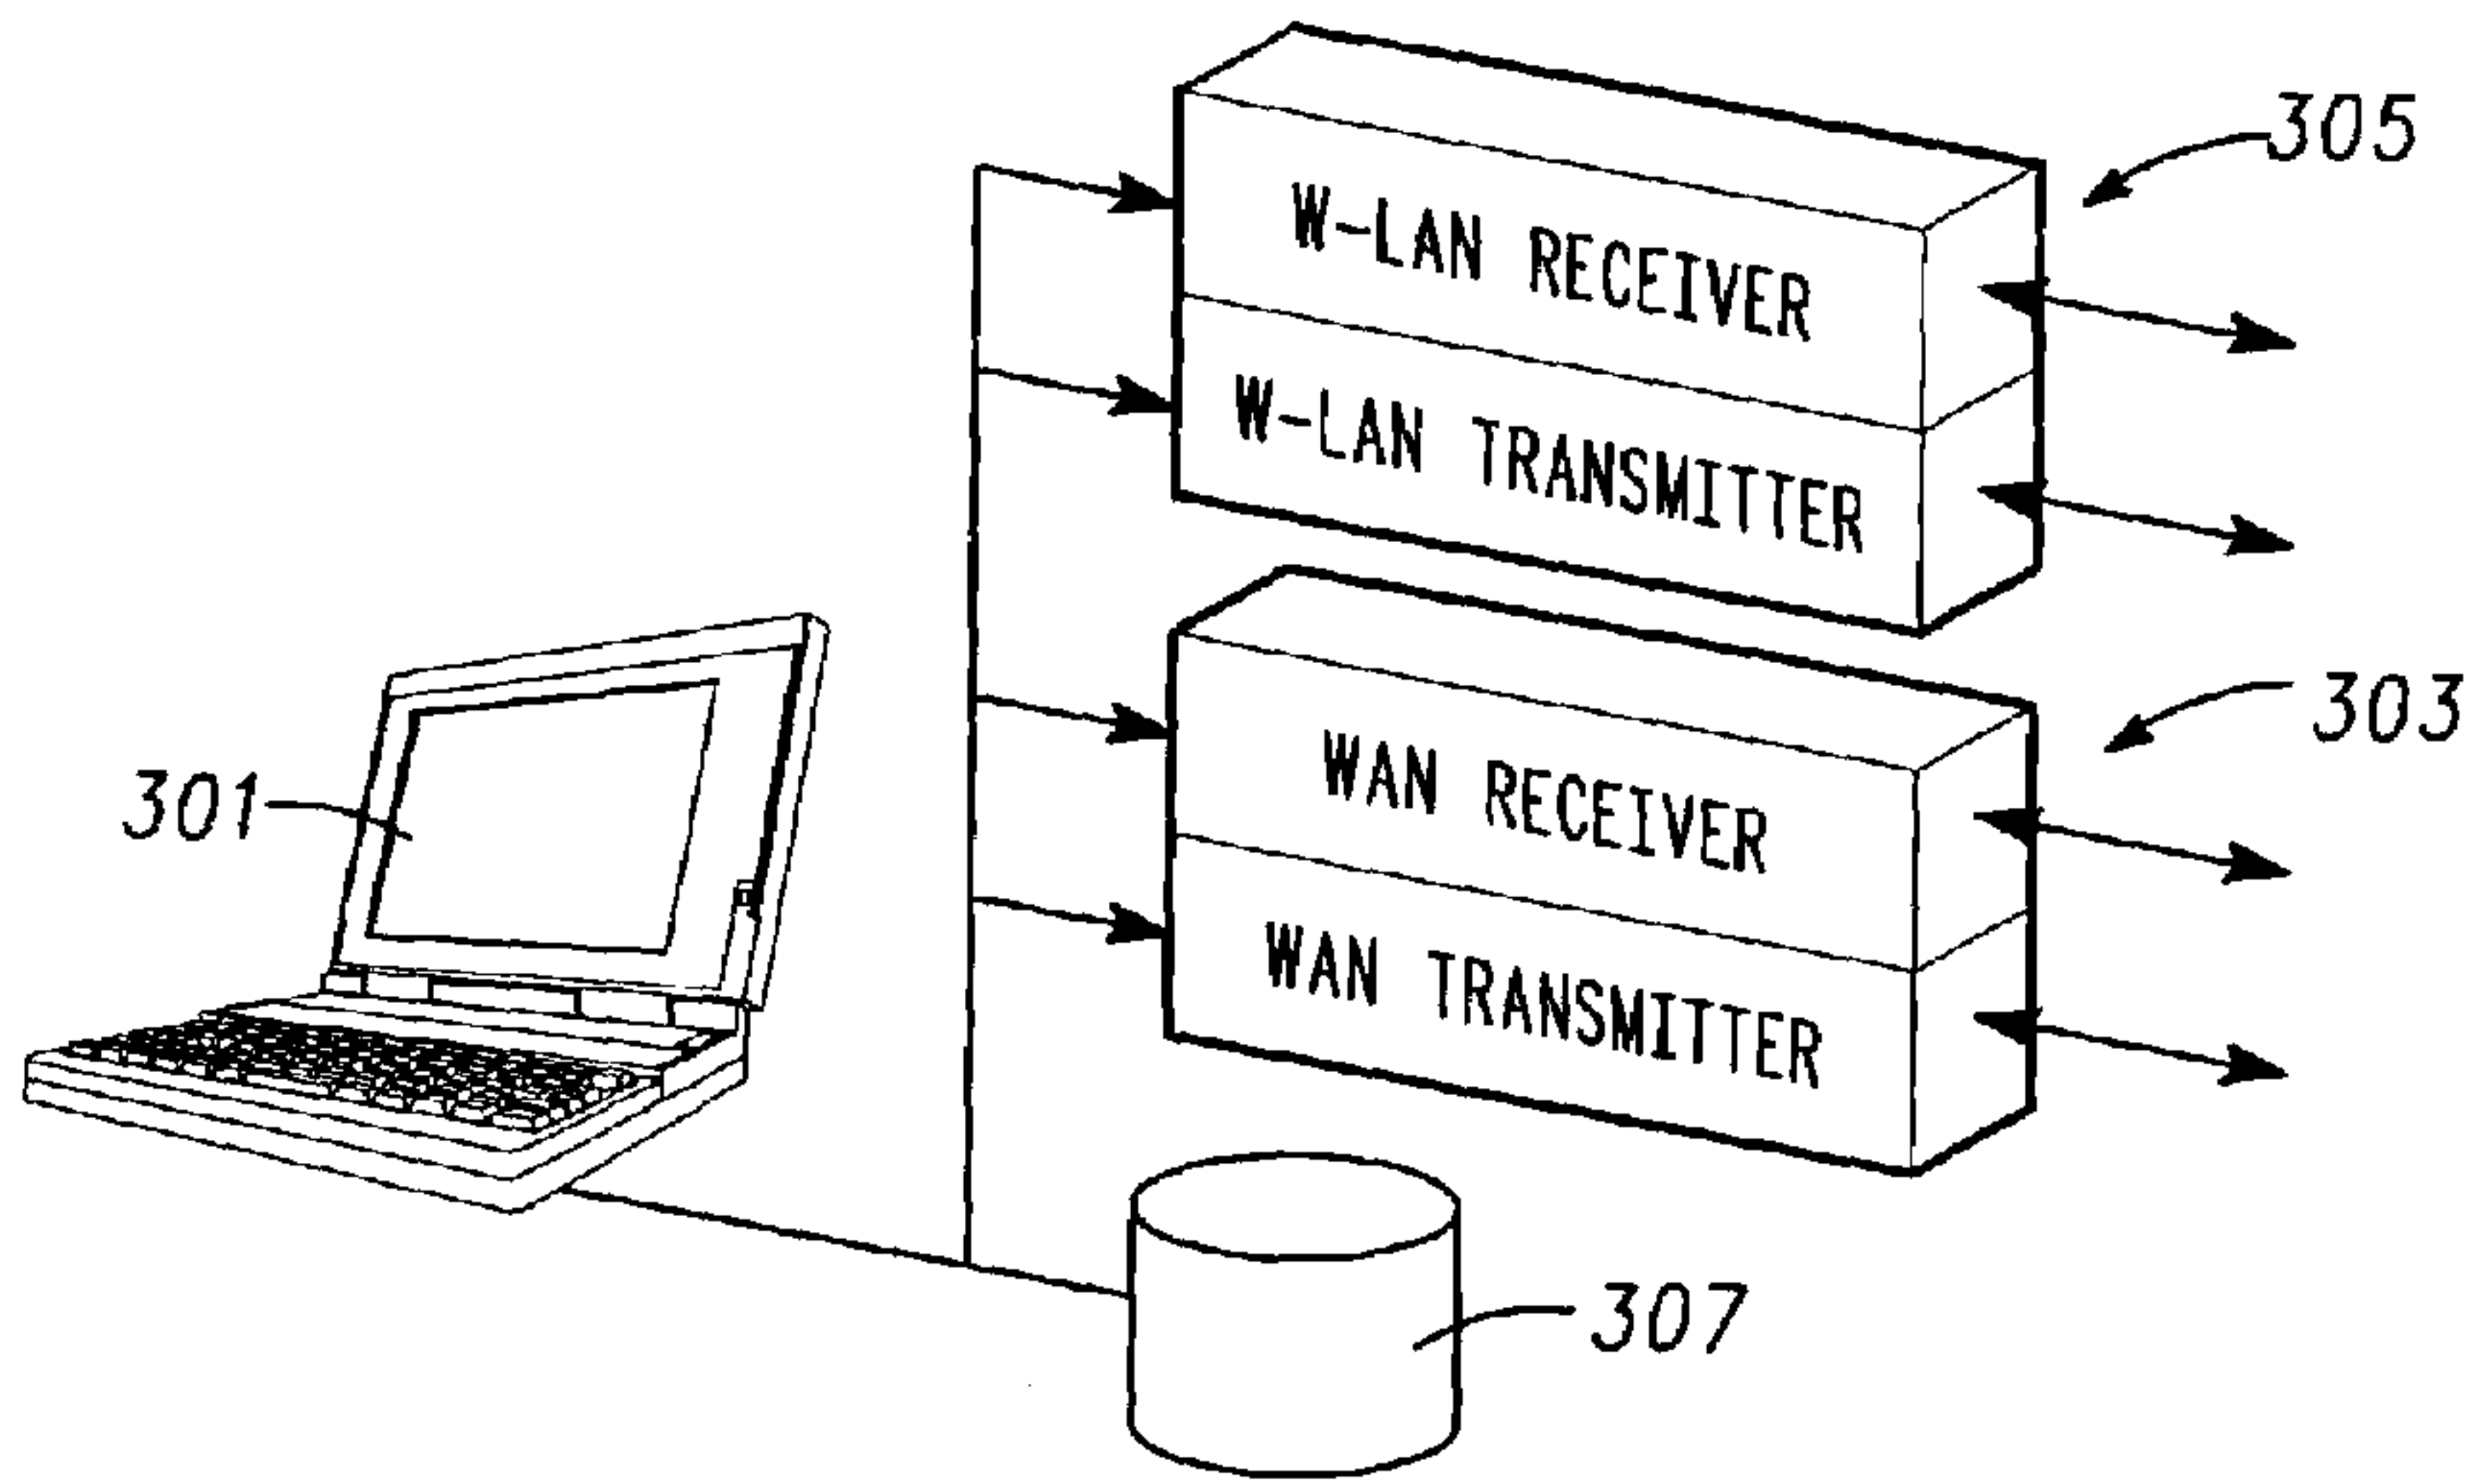 305
W-LAN RECEIVER
W-LAN TRANSMITTER
303
WAN RECEIVER
301
WAN TRANSMITTER
307